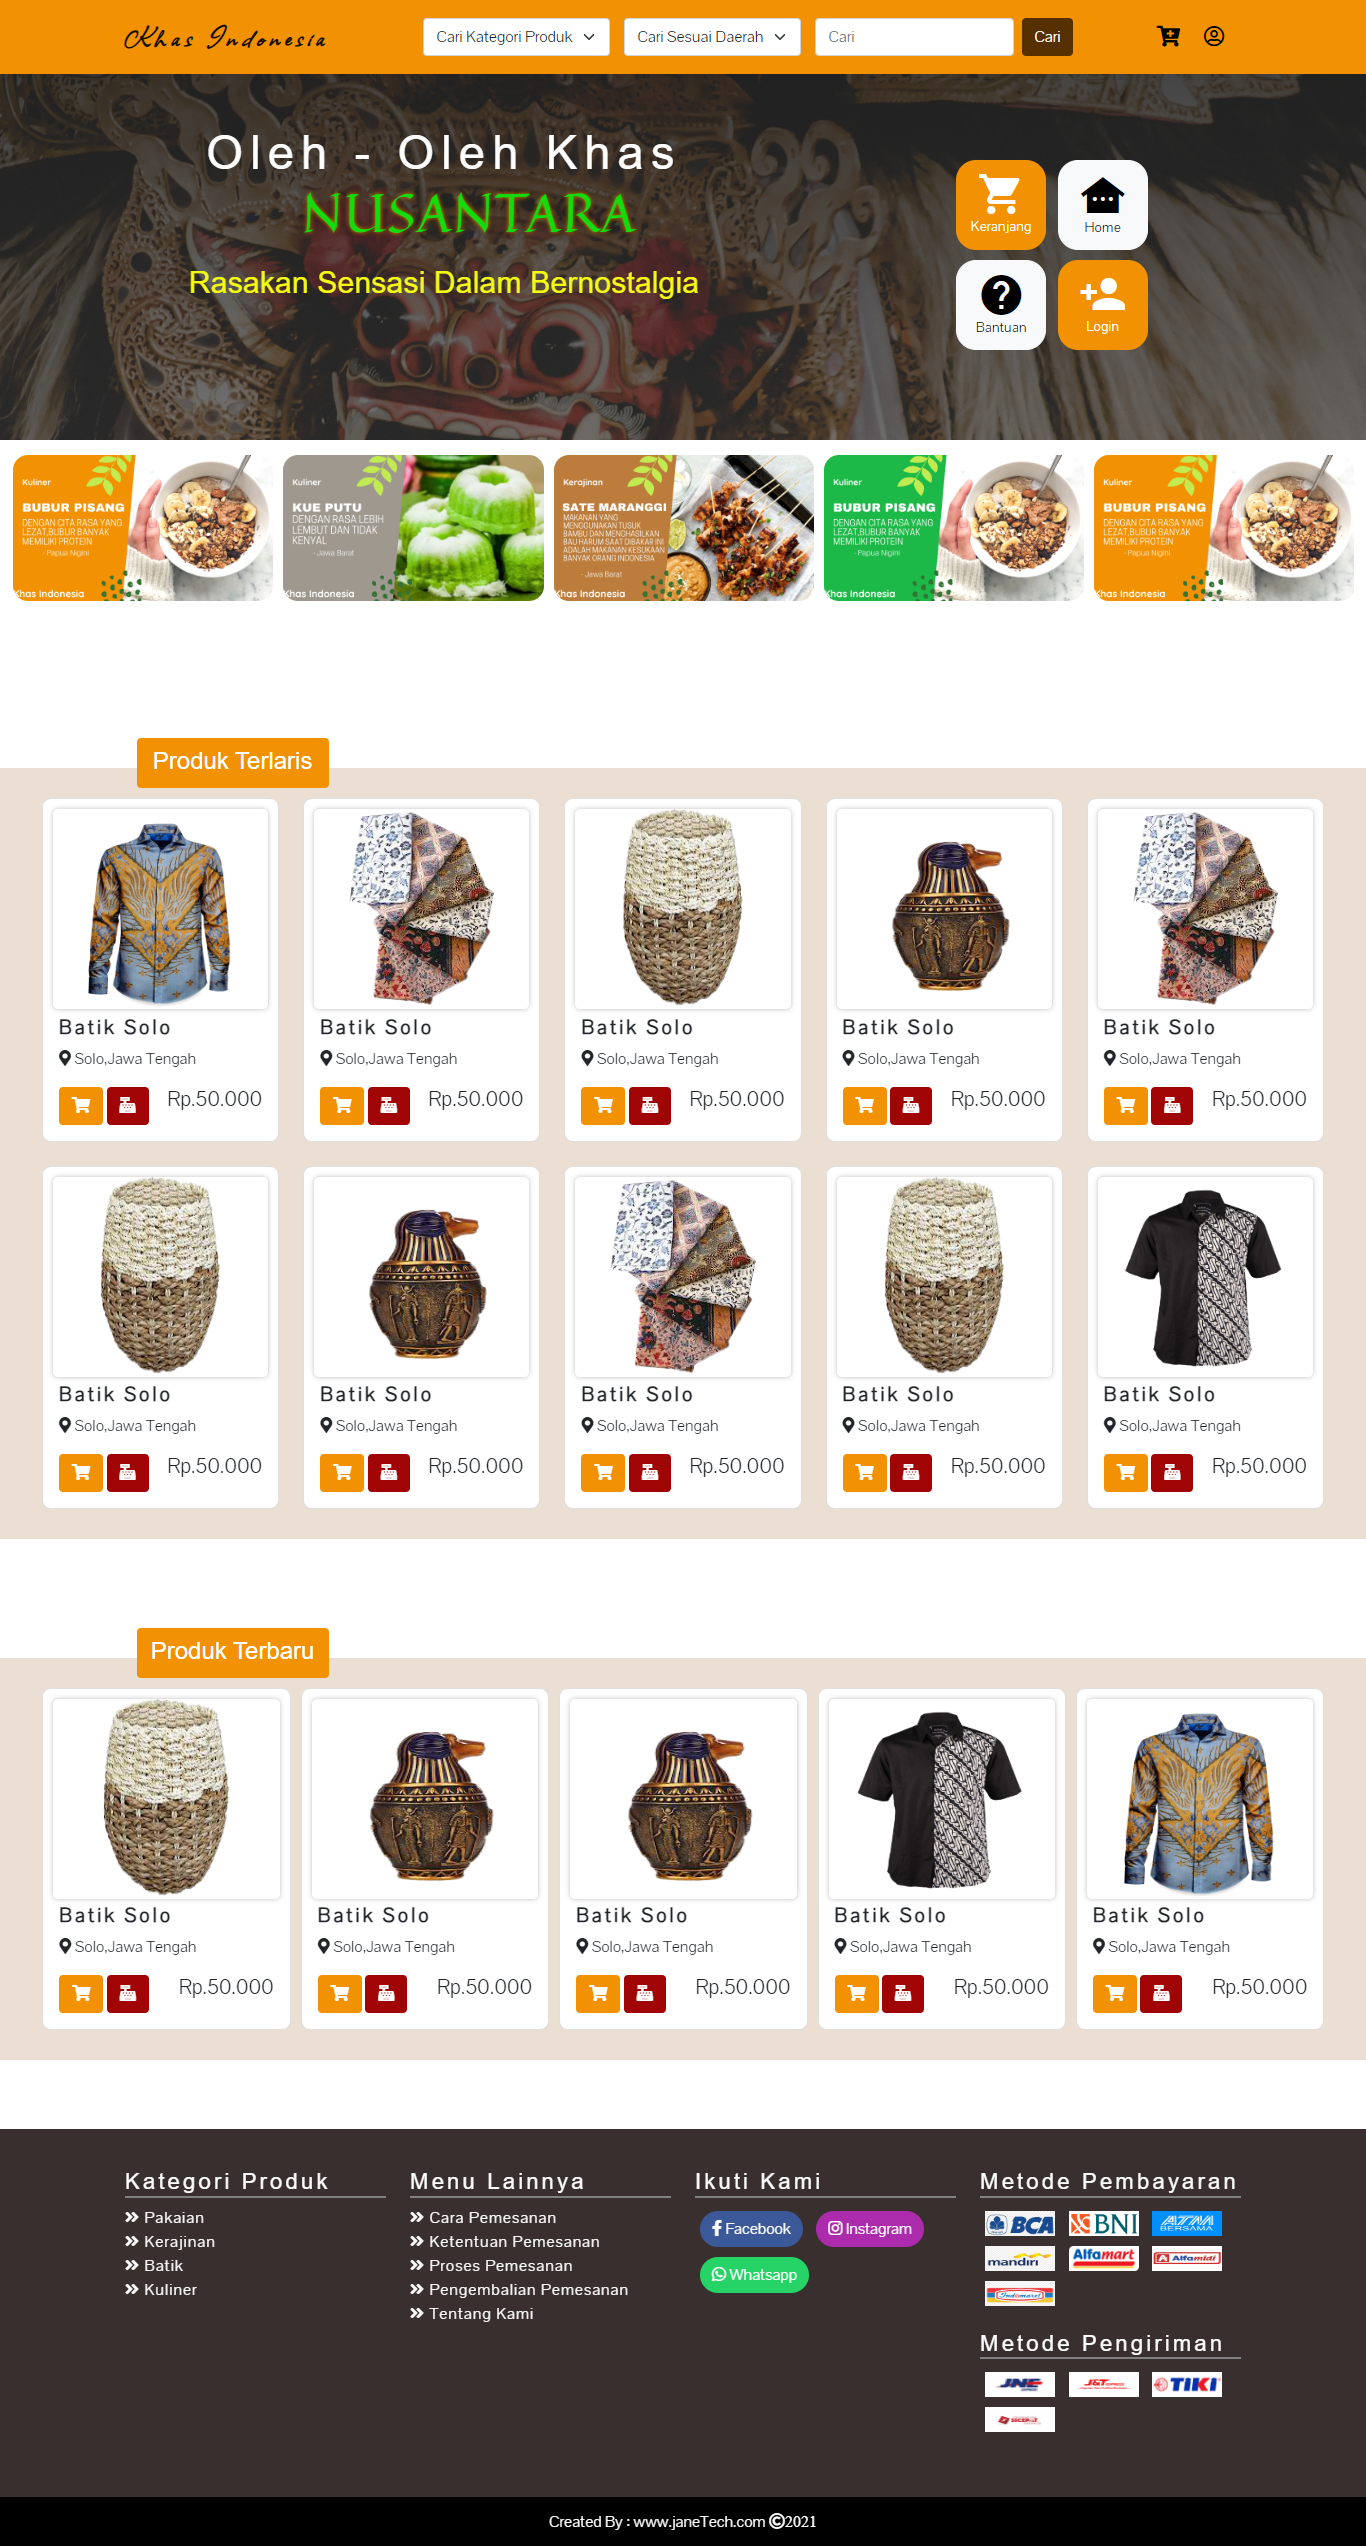 Khas Indonesia
Cari Kategori Produk
Cari Sesuai Daerah
Cari
Cari
Oleh - Oleh Khas
NUSANTARA
Rasakan Sensasi Dalam Bernostalgia
Keranjang
Home
Bantuan
Login
Kuliner
BUBUR PISANG
DENGAN CITA RASA YANG
LEZAT,BUBUR BANYAK
MEMILIKI PROTEIN
- Papua Nigini
Khas Indonesia
Kuliner
KUE PUTU
DENGAN RASA LEBIH
LEMBUT DAN TIDAK
KENYAL
- Jawa Barat
Khas Indonesia
Kerajinan
SATE MARANGGI
MAKANAN YANG
MENGGUNAKAN TUSUK
BAMBU DAN MENGHASILKAN
BAU HARUM SAAT DIBAKAR INI
ADALAH MAKANAN KESUKAAN
BANYAK ORANG INDONESIA
- Jawa Barat
Khas Indonesia
Kuliner
BUBUR PISANG
DENGAN CITA RASA YANG
LEZAT,BUBUR BANYAK
MEMILIKI PROTEIN
- Papua Nigini
Khas Indonesia
Kuliner
BUBUR PISANG
DENGAN CITA RASA YANG
LEZAT,BUBUR BANYAK
MEMILIKI PROTEIN
- Papua Nigini
Khas Indonesia
Produk Terlaris
Batik Solo
Solo,Jawa Tengah
Rp.50.000
Batik Solo
Solo,Jawa Tengah
Rp.50.000
Batik Solo
Solo,Jawa Tengah
Rp.50.000
Batik Solo
Solo,Jawa Tengah
Rp.50.000
Batik Solo
Solo,Jawa Tengah
Rp.50.000
Batik Solo
Solo,Jawa Tengah
Rp.50.000
Batik Solo
Solo,Jawa Tengah
Rp.50.000
Batik Solo
Solo,Jawa Tengah
Rp.50.000
Batik Solo
Solo,Jawa Tengah
Rp.50.000
Batik Solo
Solo,Jawa Tengah
Rp.50.000
Produk Terbaru
Batik Solo
Solo,Jawa Tengah
Rp.50.000
Batik Solo
Solo,Jawa Tengah
Rp.50.000
Batik Solo
Solo,Jawa Tengah
Rp.50.000
Batik Solo
Solo,Jawa Tengah
Rp.50.000
Batik Solo
Solo,Jawa Tengah
Rp.50.000
Kategori Produk
» Pakaian
» Kerajinan
» Batik
» Kuliner
Menu Lainnya
» Cara Pemesanan
» Ketentuan Pemesanan
» Proses Pemesanan
» Pengembalian Pemesanan
» Tentang Kami
Ikuti Kami
Facebook
Instagram
Whatsapp
Metode Pembayaran
BCA
BNI
ATM BERSAMA
mandiri
Alfamart
Alfamidi
Indomaret
Metode Pengiriman
JNE EXPRESS
J&T EXPRESS
TIKI
Created By : www.janeTech.com ©2021